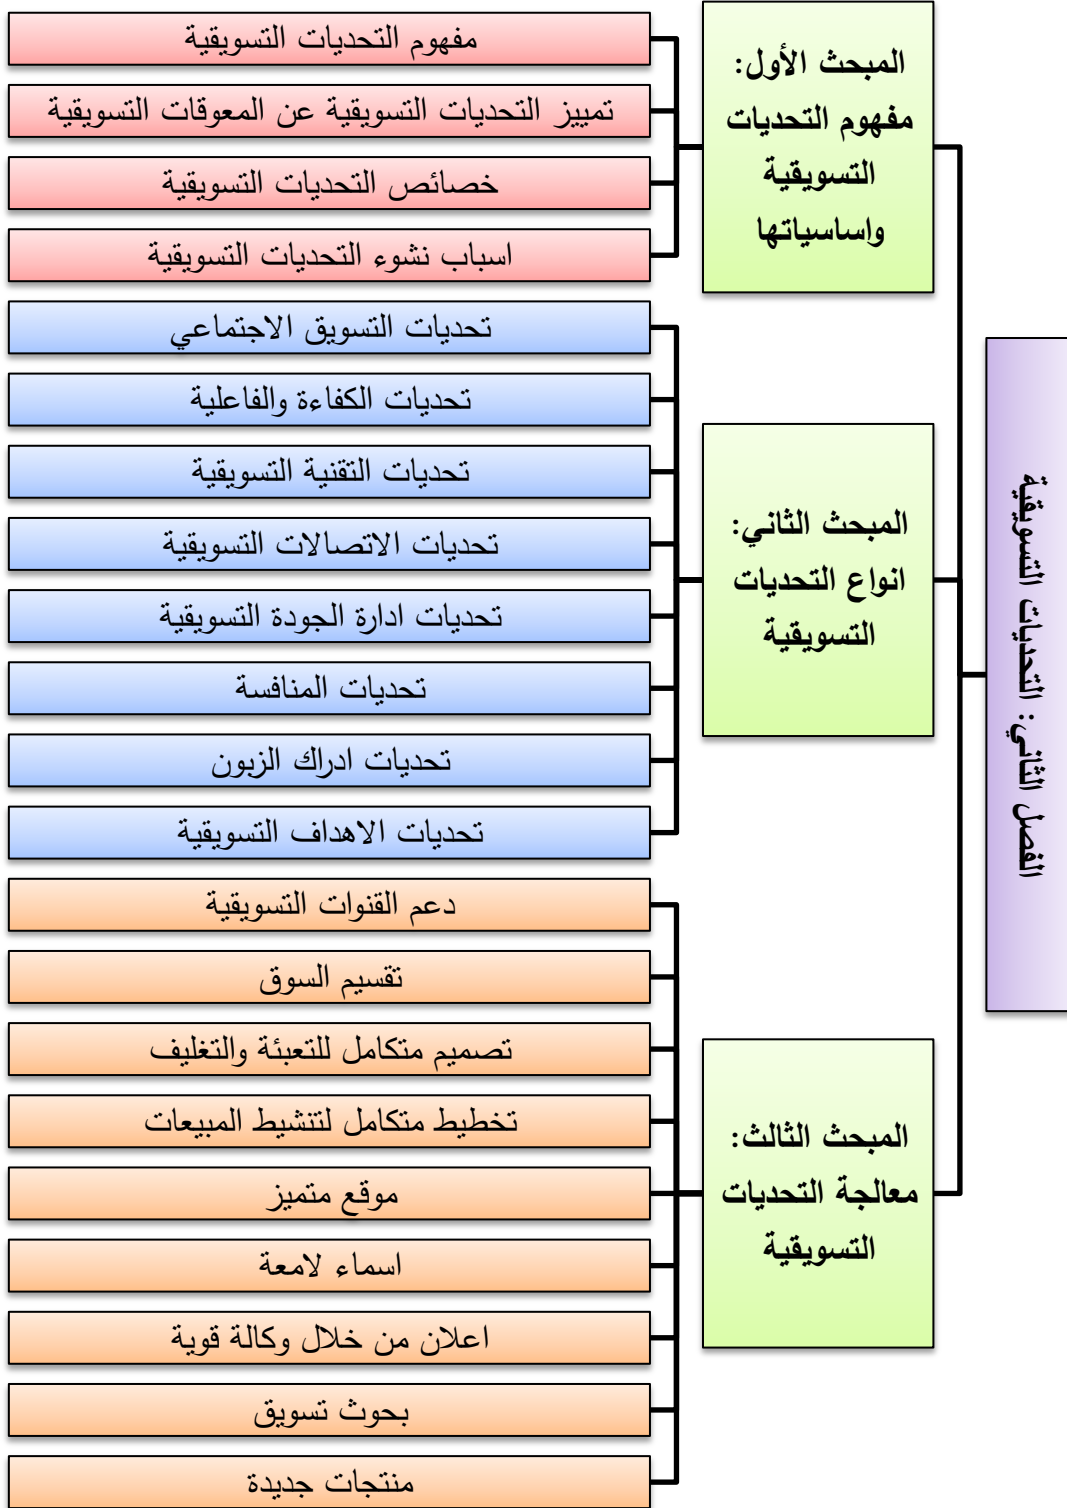 الفصل الثاني: التحديات التسويقية
المبحث الأول:
مفهوم التحديات
التسويقية
واساسياتها
مفهوم التحديات التسويقية
تمييز التحديات التسويقية عن المعوقات التسويقية
خصائص التحديات التسويقية
اسباب نشوء التحديات التسويقية
المبحث الثاني:
انواع التحديات
التسويقية
تحديات التسويق الاجتماعي
تحديات الكفاءة والفاعلية
تحديات التقنية التسويقية
تحديات الاتصالات التسويقية
تحديات ادارة الجودة التسويقية
تحديات المنافسة
تحديات ادراك الزبون
تحديات الاهداف التسويقية
المبحث الثالث:
معالجة التحديات
التسويقية
دعم القنوات التسويقية
تقسيم السوق
تصميم متكامل للتعبئة والتغليف
تخطيط متكامل لتنشيط المبيعات
موقع متميز
اسماء لامعة
اعلان من خلال وكالة قوية
بحوث تسويق
منتجات جديدة